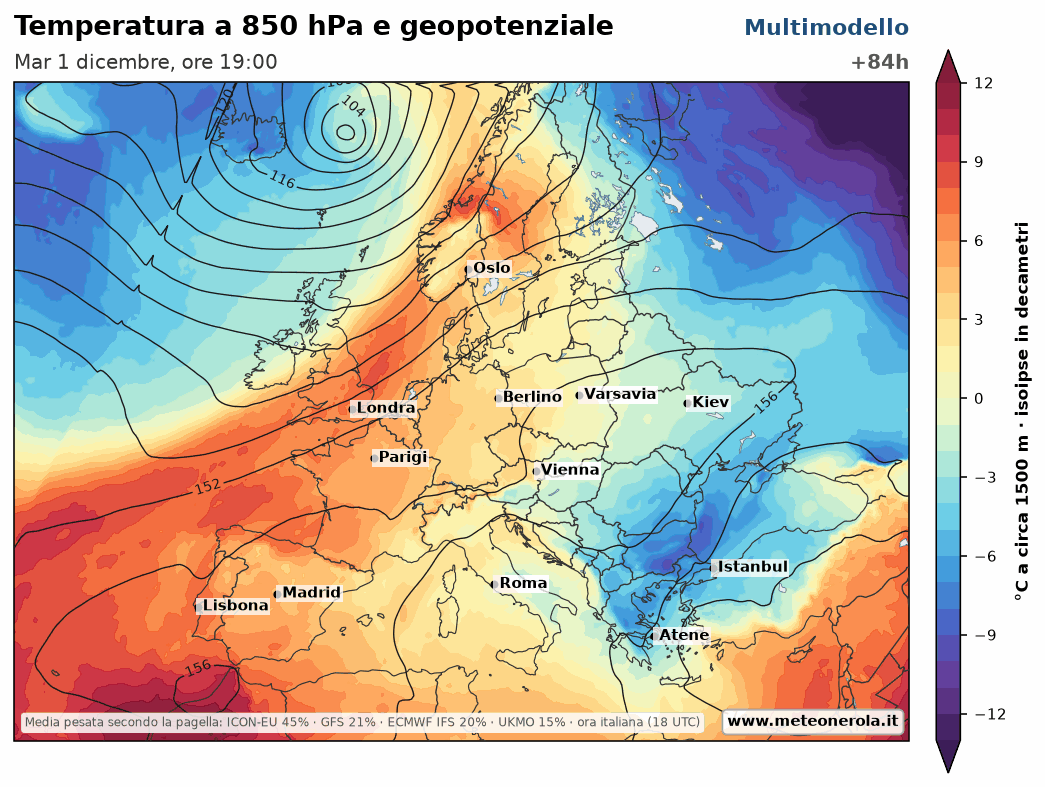 Temperatura a 850 hPa e geopotenziale
Multimodello
Mar 1 dicembre, ore 19:00
+84h
120
104
116
Oslo
Londra
Berlino
Varsavia
Kiev
156
Parigi
Vienna
152
Madrid
Lisbona
Roma
Istanbul
Atene
156
Media pesata secondo la pagella: ICON-EU 45% · GFS 21% · ECMWF IFS 20% · UKMO 15% · ora italiana (18 UTC)
www.meteonerola.it
12
9
6
3
0
−3
−6
−9
−12
°C a circa 1500 m · isoipse in decametri